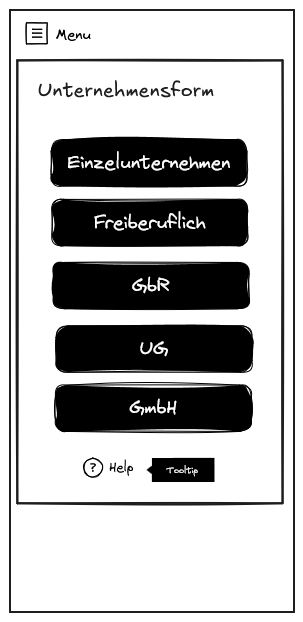 Menu
Unternehmensform
Einzelunternehmen
Freiberuflich
GbR
UG
GmbH
? Help
Tooltip